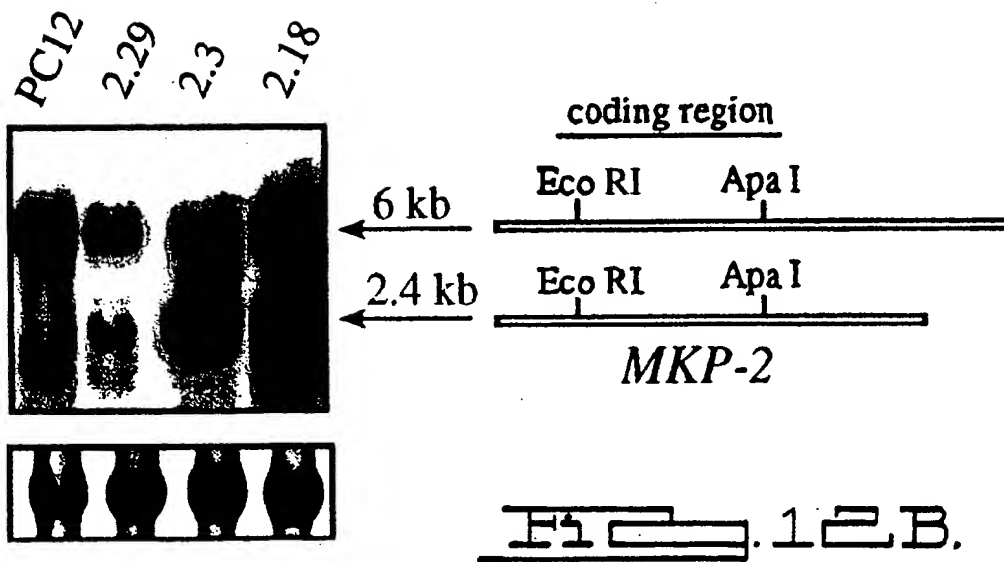 PC12 2.29 2.3 2.18
coding region
Eco RI Apa I
6 kb
Eco RI Apa I
2.4 kb
MKP-2
Fig. 12B.